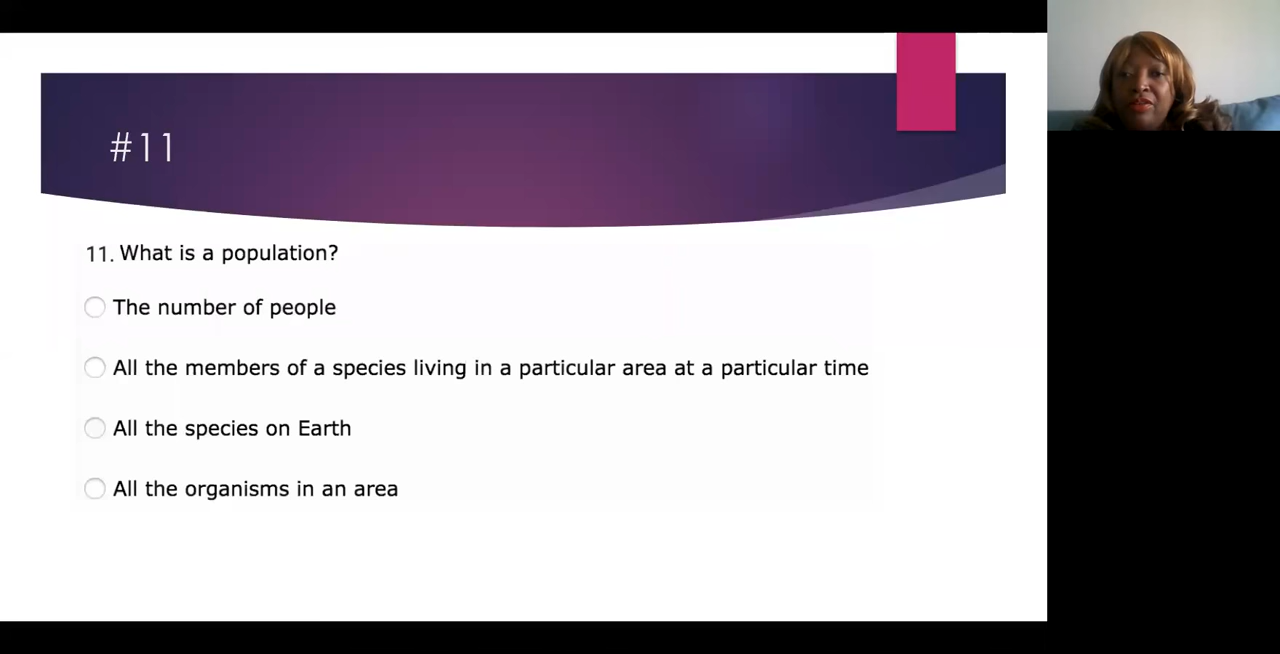 #11
11. What is a population?
The number of people
All the members of a species living in a particular area at a particular time
All the species on Earth
All the organisms in an area